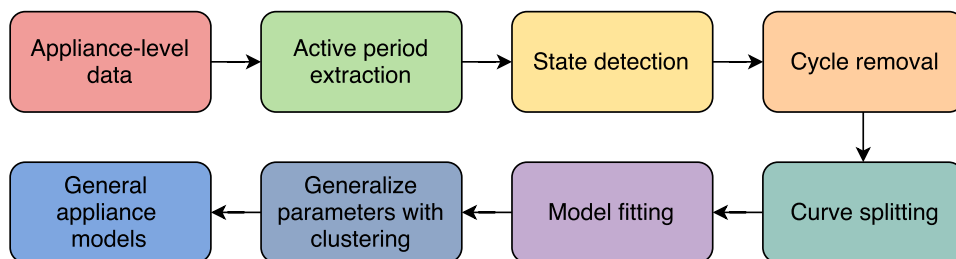 Appliance-level
data
Active period
extraction
State detection
Cycle removal
General
appliance
models
Generalize
parameters with
clustering
Model fitting
Curve splitting